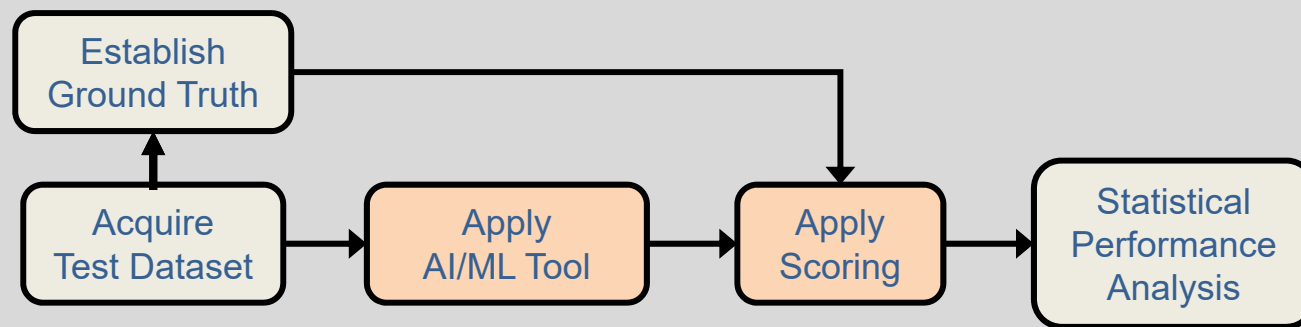 Establish
Ground Truth
Acquire
Test Dataset
Apply
AI/ML Tool
Apply
Scoring
Statistical
Performance
Analysis